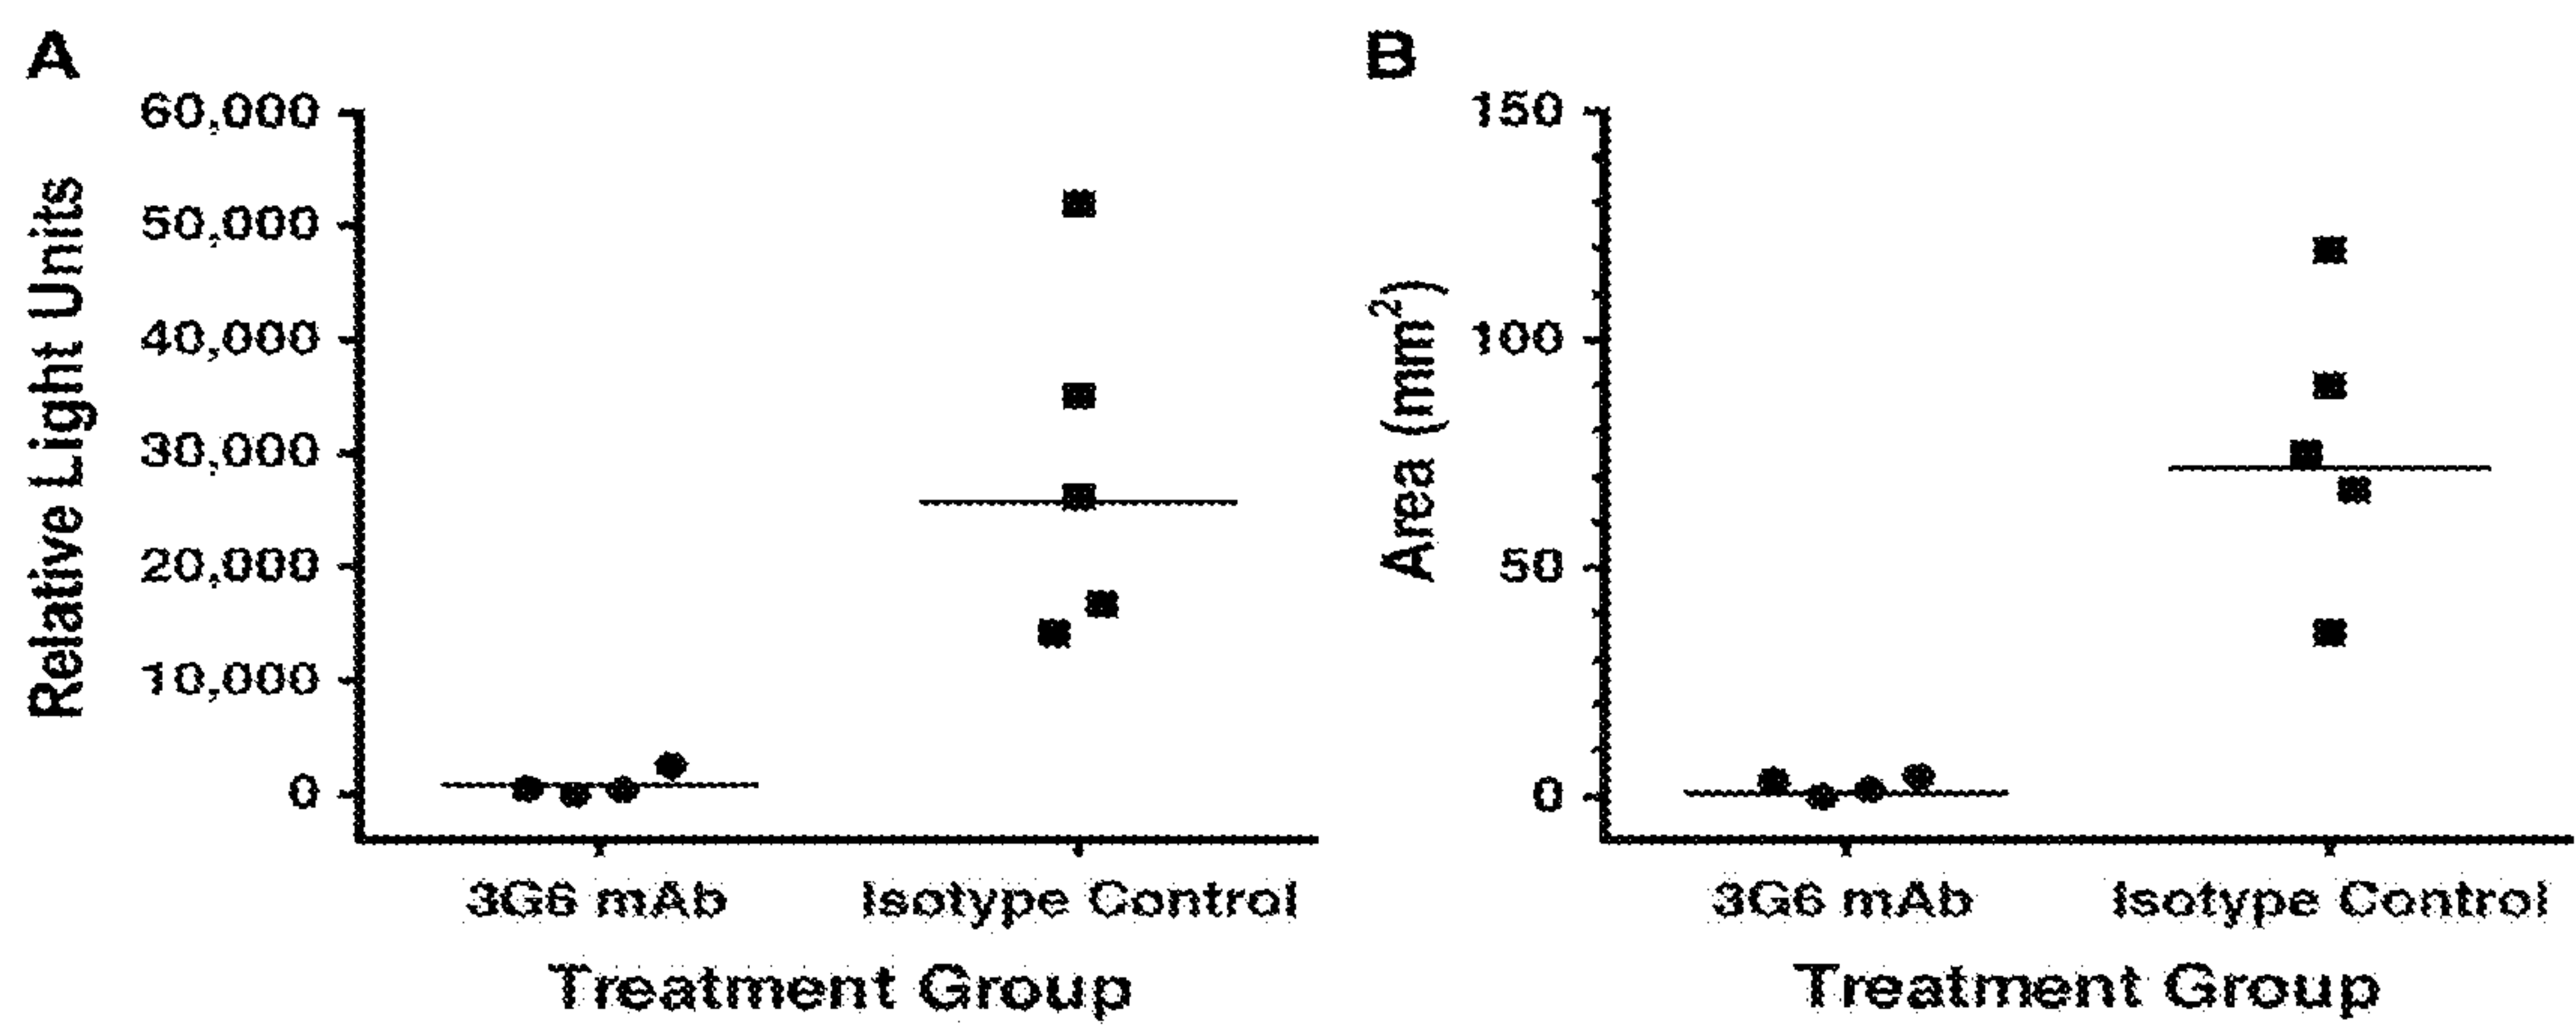 A
60,000
50,000
40,000
30,000
20,000
10,000
0
Relative Light Units
3G6 mAb
Isotype Control
Treatment Group
B
150
100
50
0
Area (mm²)
3G6 mAb
Isotype Control
Treatment Group